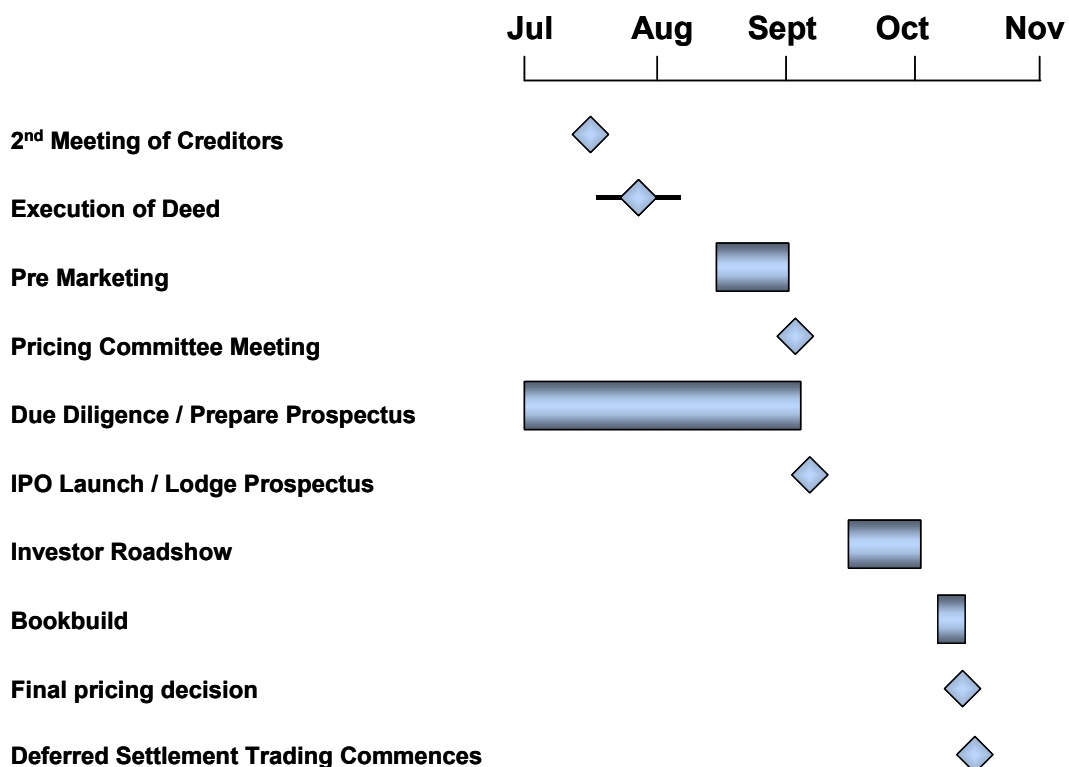 Jul Aug Sept Oct Nov
2nd Meeting of Creditors
Execution of Deed
Pre Marketing
Pricing Committee Meeting
Due Diligence / Prepare Prospectus
IPO Launch / Lodge Prospectus
Investor Roadshow
Bookbuild
Final pricing decision
Deferred Settlement Trading Commences